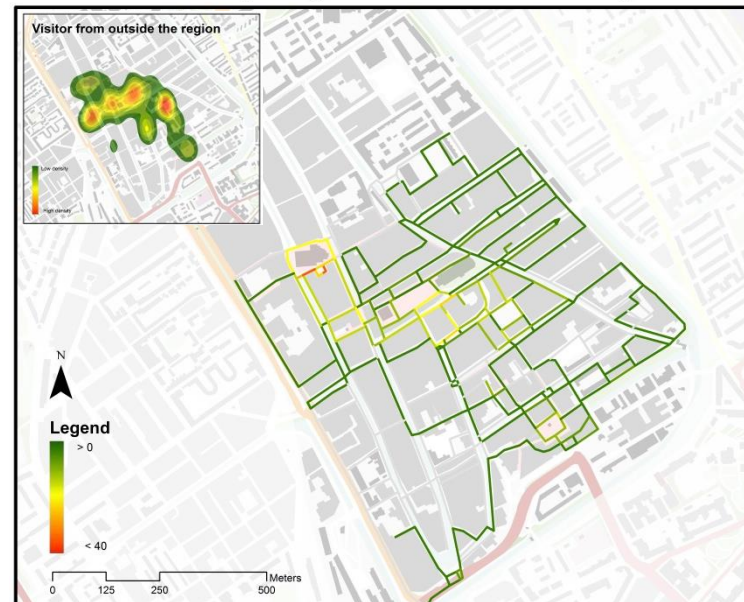 Visitor from outside the region
Low density
High density
N
Legend
> 0
< 40
Meters
0 125 250 500